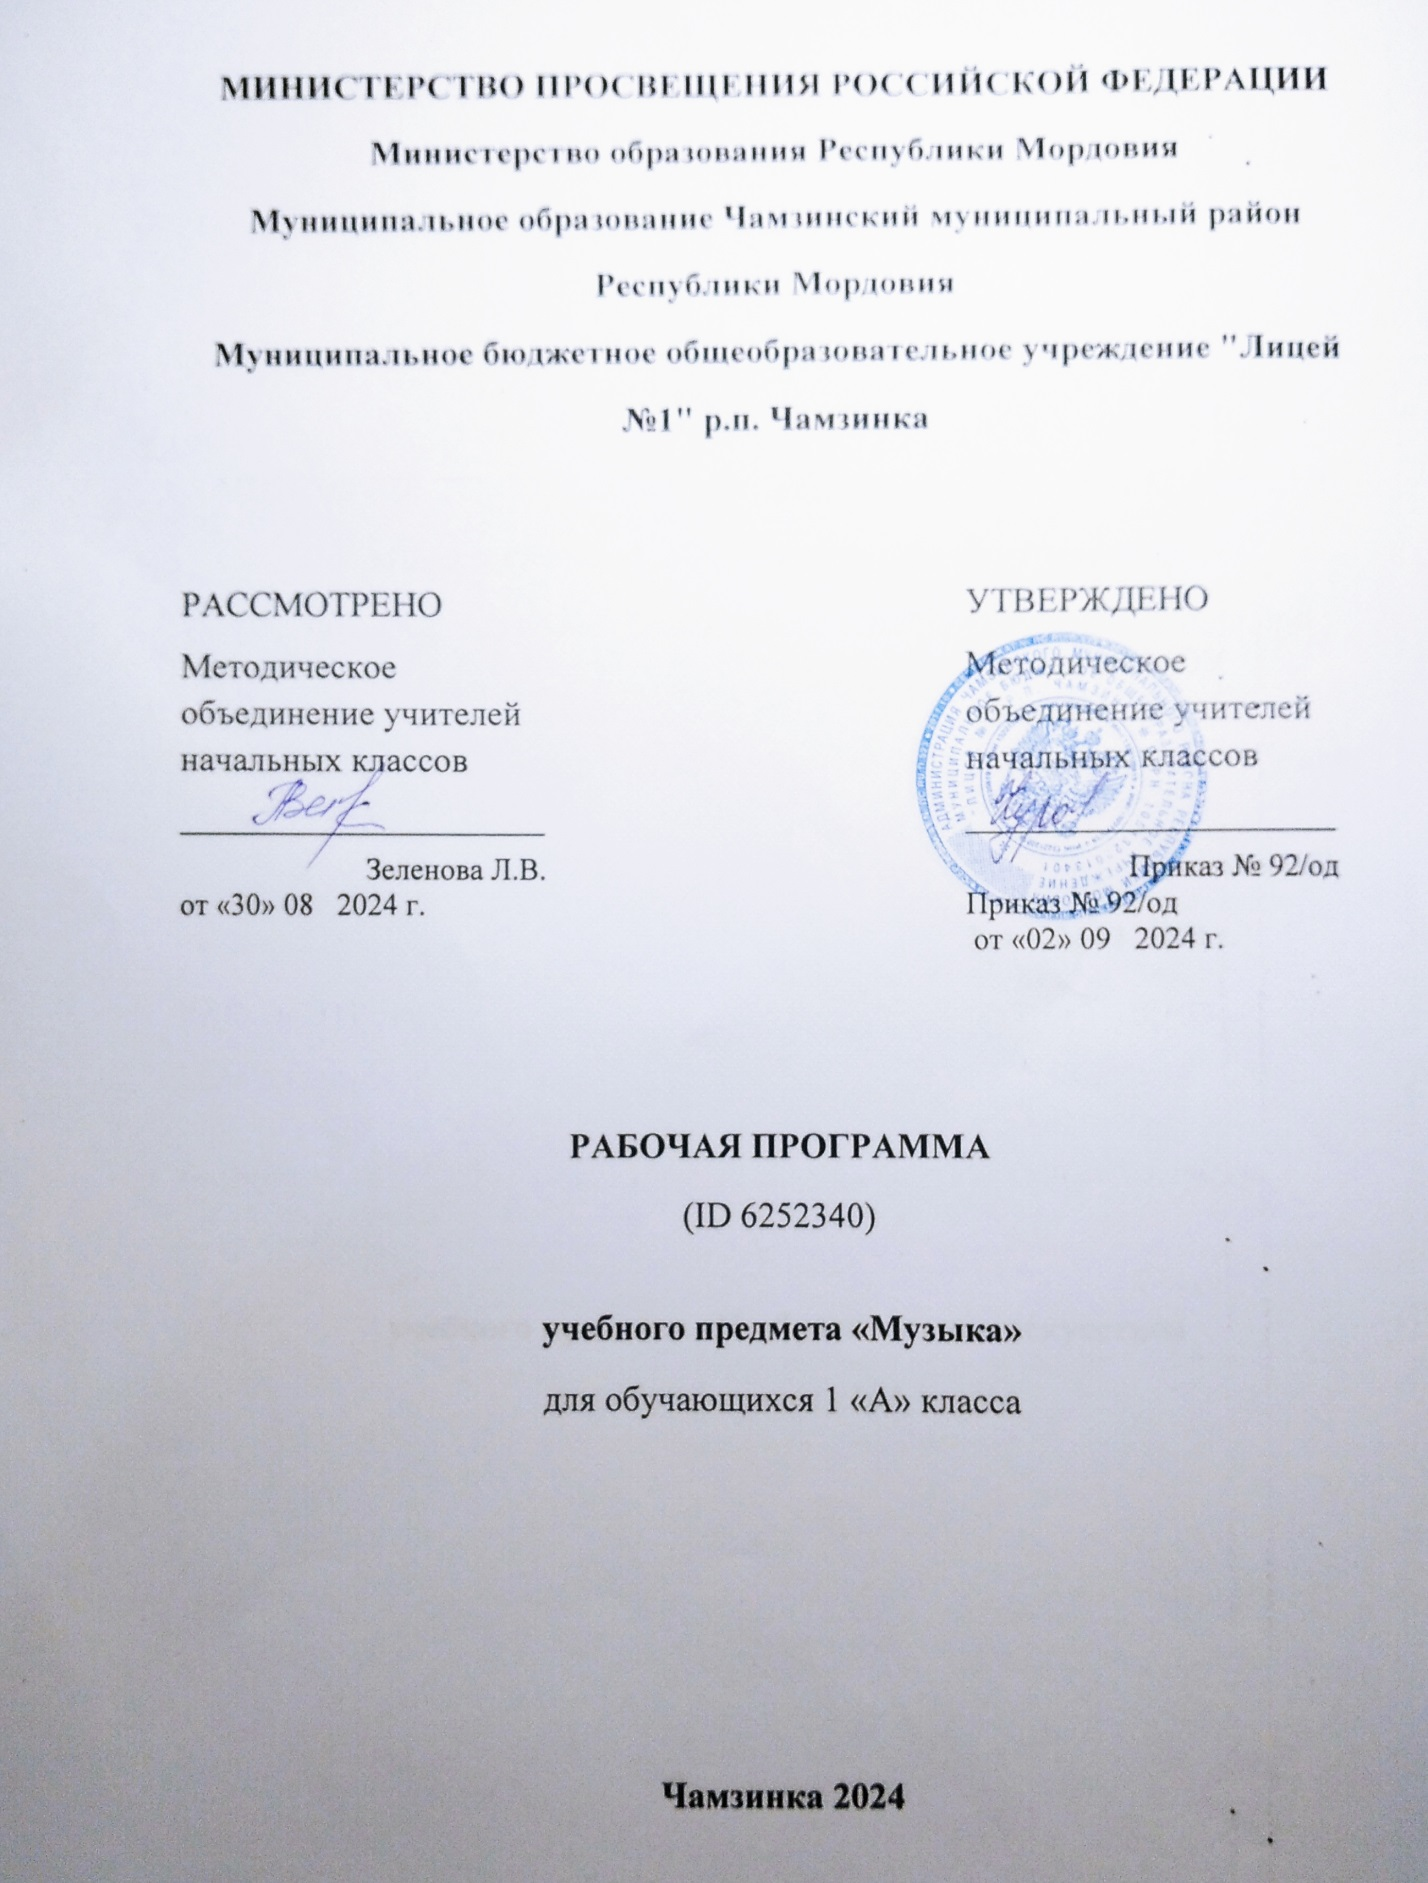 МИНИСТЕРСТВО ПРОСВЕЩЕНИЯ РОССИЙСКОЙ ФЕДЕРАЦИИ
Министерство образования Республики Мордовия
Муниципальное образование Чамзинский муниципальный район
Республики Мордовия
Муниципальное бюджетное общеобразовательное учреждение "Лицей
№1" р.п. Чамзинка
РАССМОТРЕНО
Методическое
объединение учителей
начальных классов
Зеленова Л.В.
от «30» 08 2024 г.
УТВЕРЖДЕНО
Методическое
объединение учителей
начальных классов
Приказ № 92/од
Приказ № 92/од
от «02» 09 2024 г.
РАБОЧАЯ ПРОГРАММА
(ID 6252340)
учебного предмета «Музыка»
для обучающихся 1 «А» класса
Чамзинка 2024